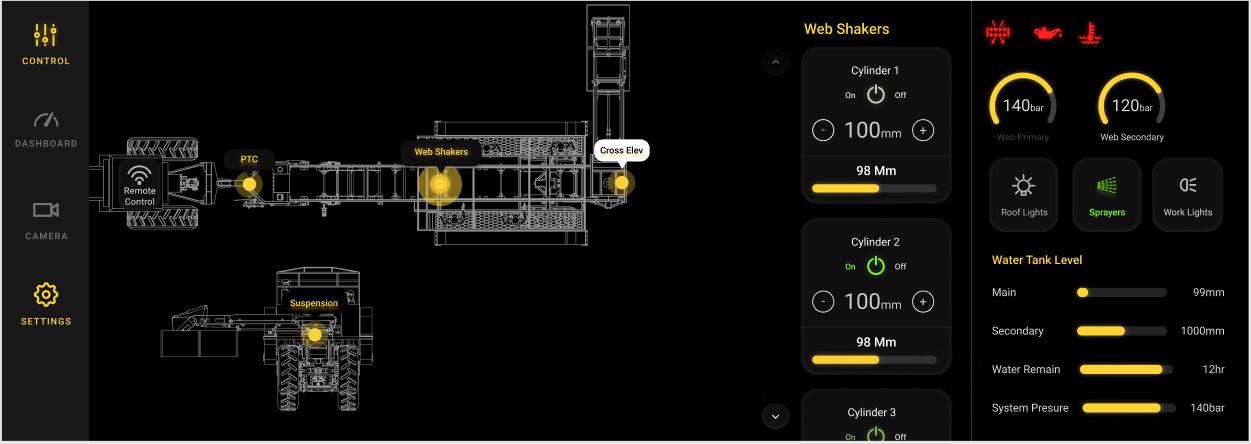 CONTROL
DASHBOARD
CAMERA
SETTINGS
Remote
Control
PTC
Web Shakers
Cross Elev
Suspension
Web Shakers
Cylinder 1
On Off
- 100mm +
98 Mm
Cylinder 2
On Off
- 100mm +
98 Mm
Cylinder 3
On Off
140bar
Web Primary
120bar
Web Secondary
Roof Lights
Sprayers
Work Lights
Water Tank Level
Main 99mm
Secondary 1000mm
Water Remain 12hr
System Presure 140bar